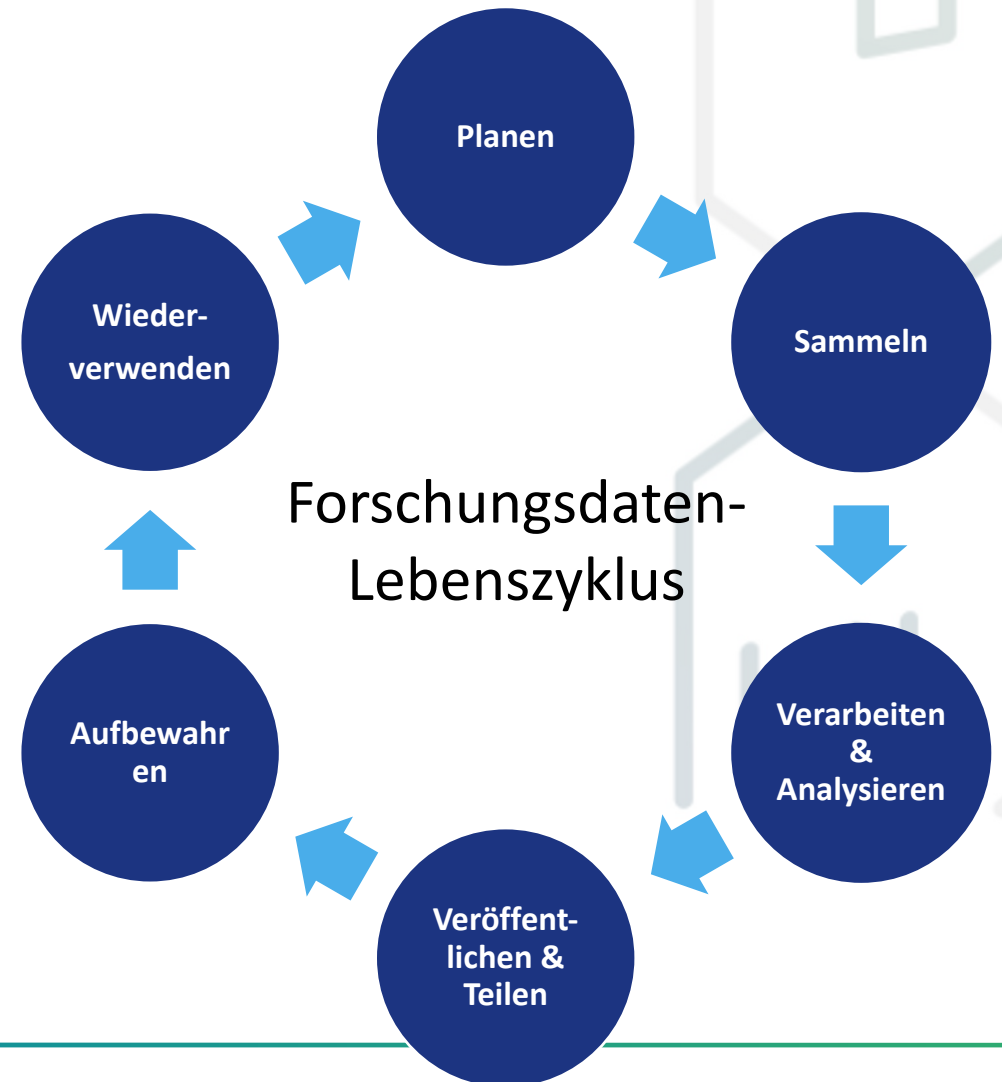 Planen
Sammeln
Verarbeiten
&
Analysieren
Veröffent-
lichen &
Teilen
Aufbewahr
en
Wieder-
verwenden
Forschungsdaten-
Lebenszyklus